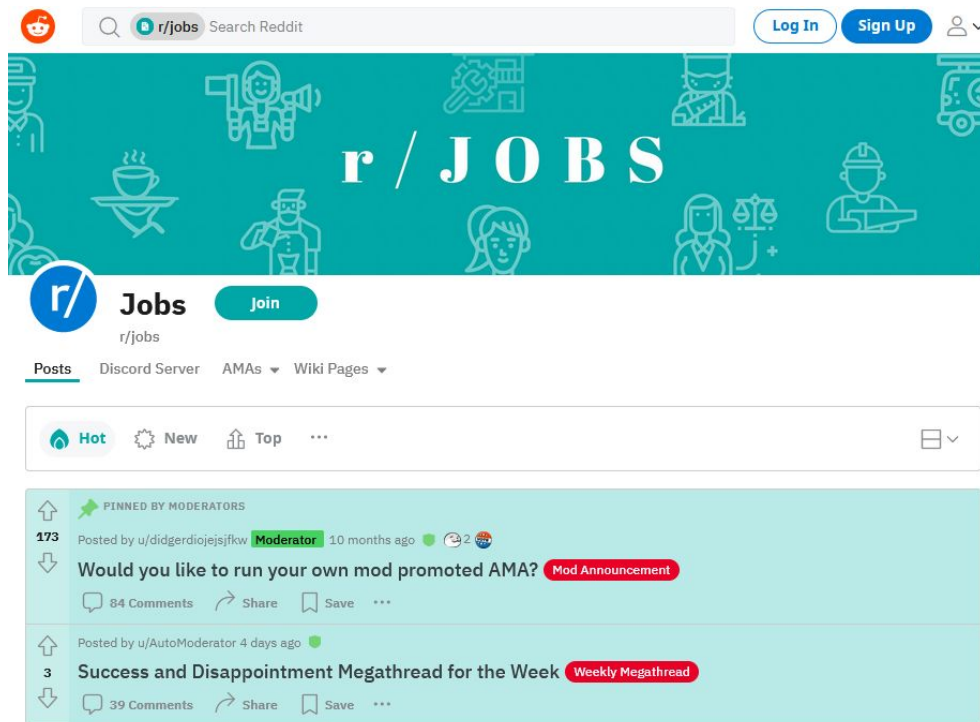 r/jobs Search Reddit Log In Sign Up
r/JOBS
r/
Jobs Join
r/jobs
Posts Discord Server AMAs Wiki Pages
Hot New Top ...
PINNED BY MODERATORS
173
Posted by u/didgerdiojejsjfkw Moderator 10 months ago 2
Would you like to run your own mod promoted AMA? Mod Announcement
84 Comments Share Save ...
Posted by u/AutoModerator 4 days ago
3
Success and Disappointment Megathread for the Week Weekly Megathread
39 Comments Share Save ...